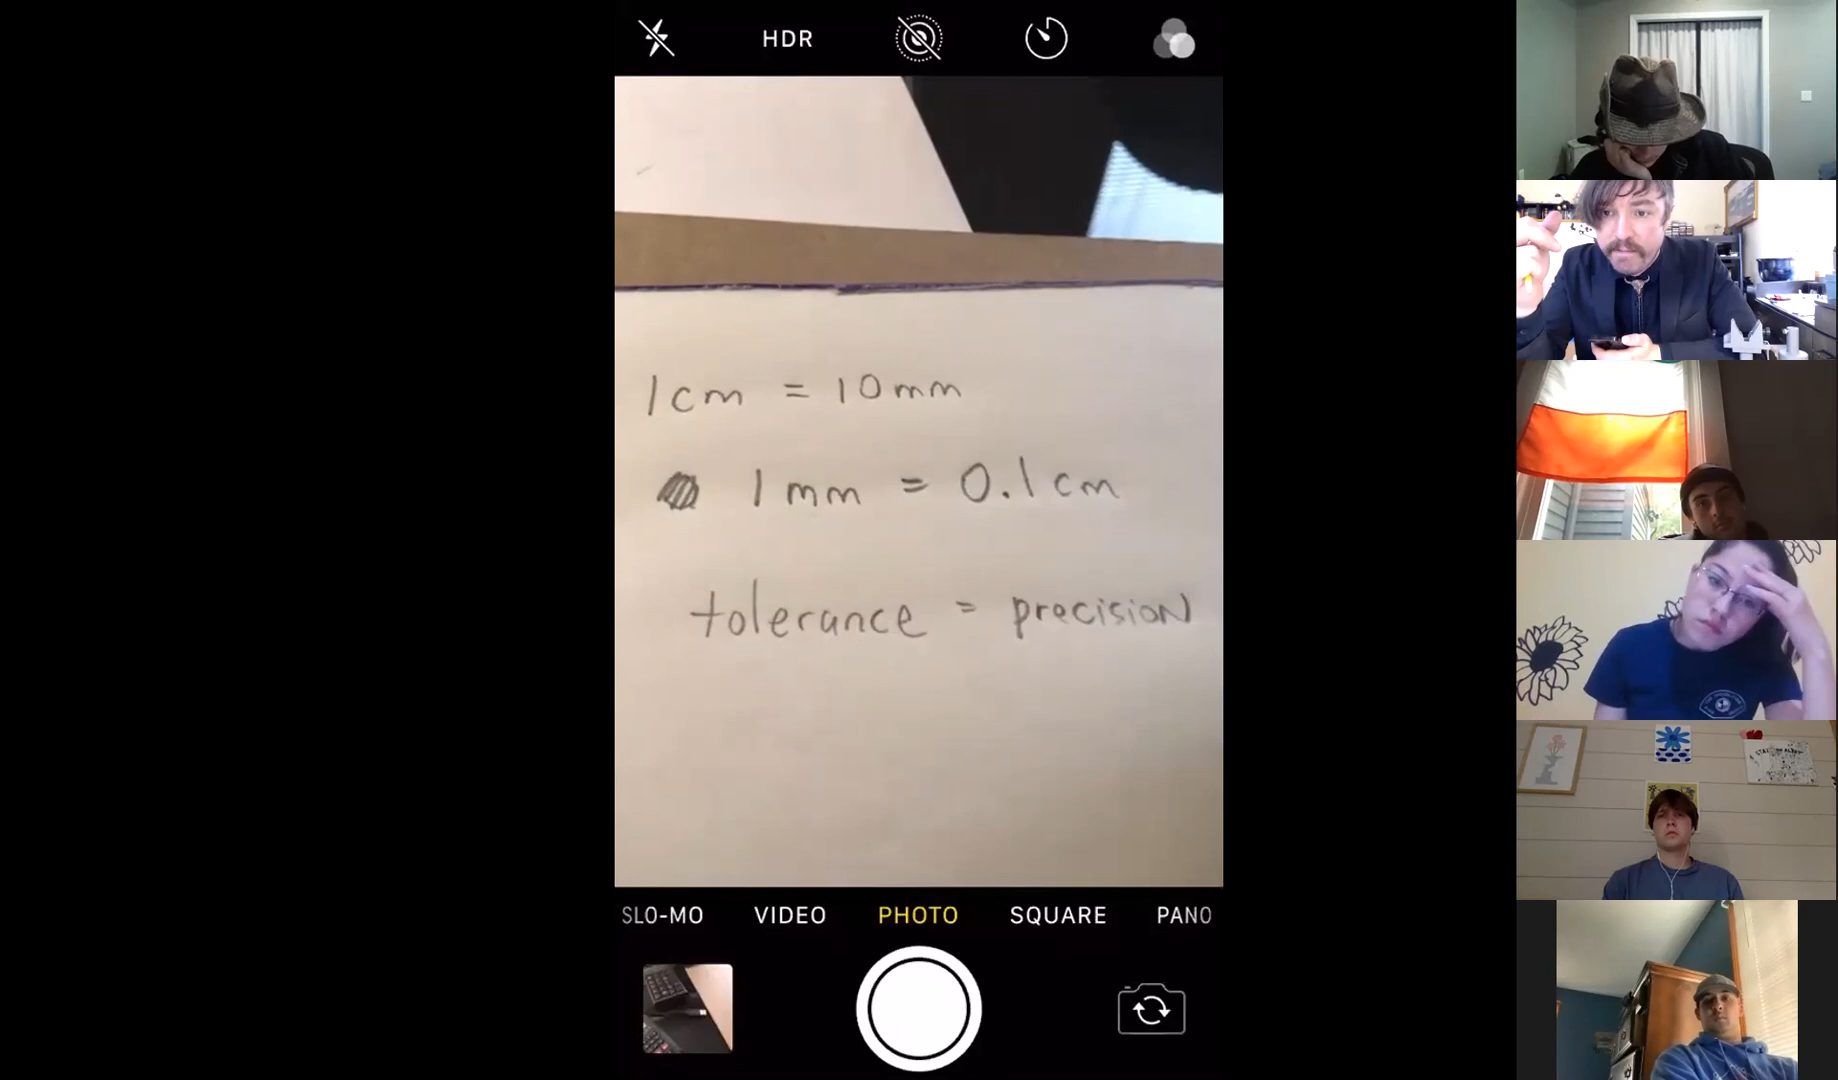 HDR
1cm = 10mm
1mm = 0.1cm
tolerance = precision
SLO-MO VIDEO PHOTO SQUARE PANO